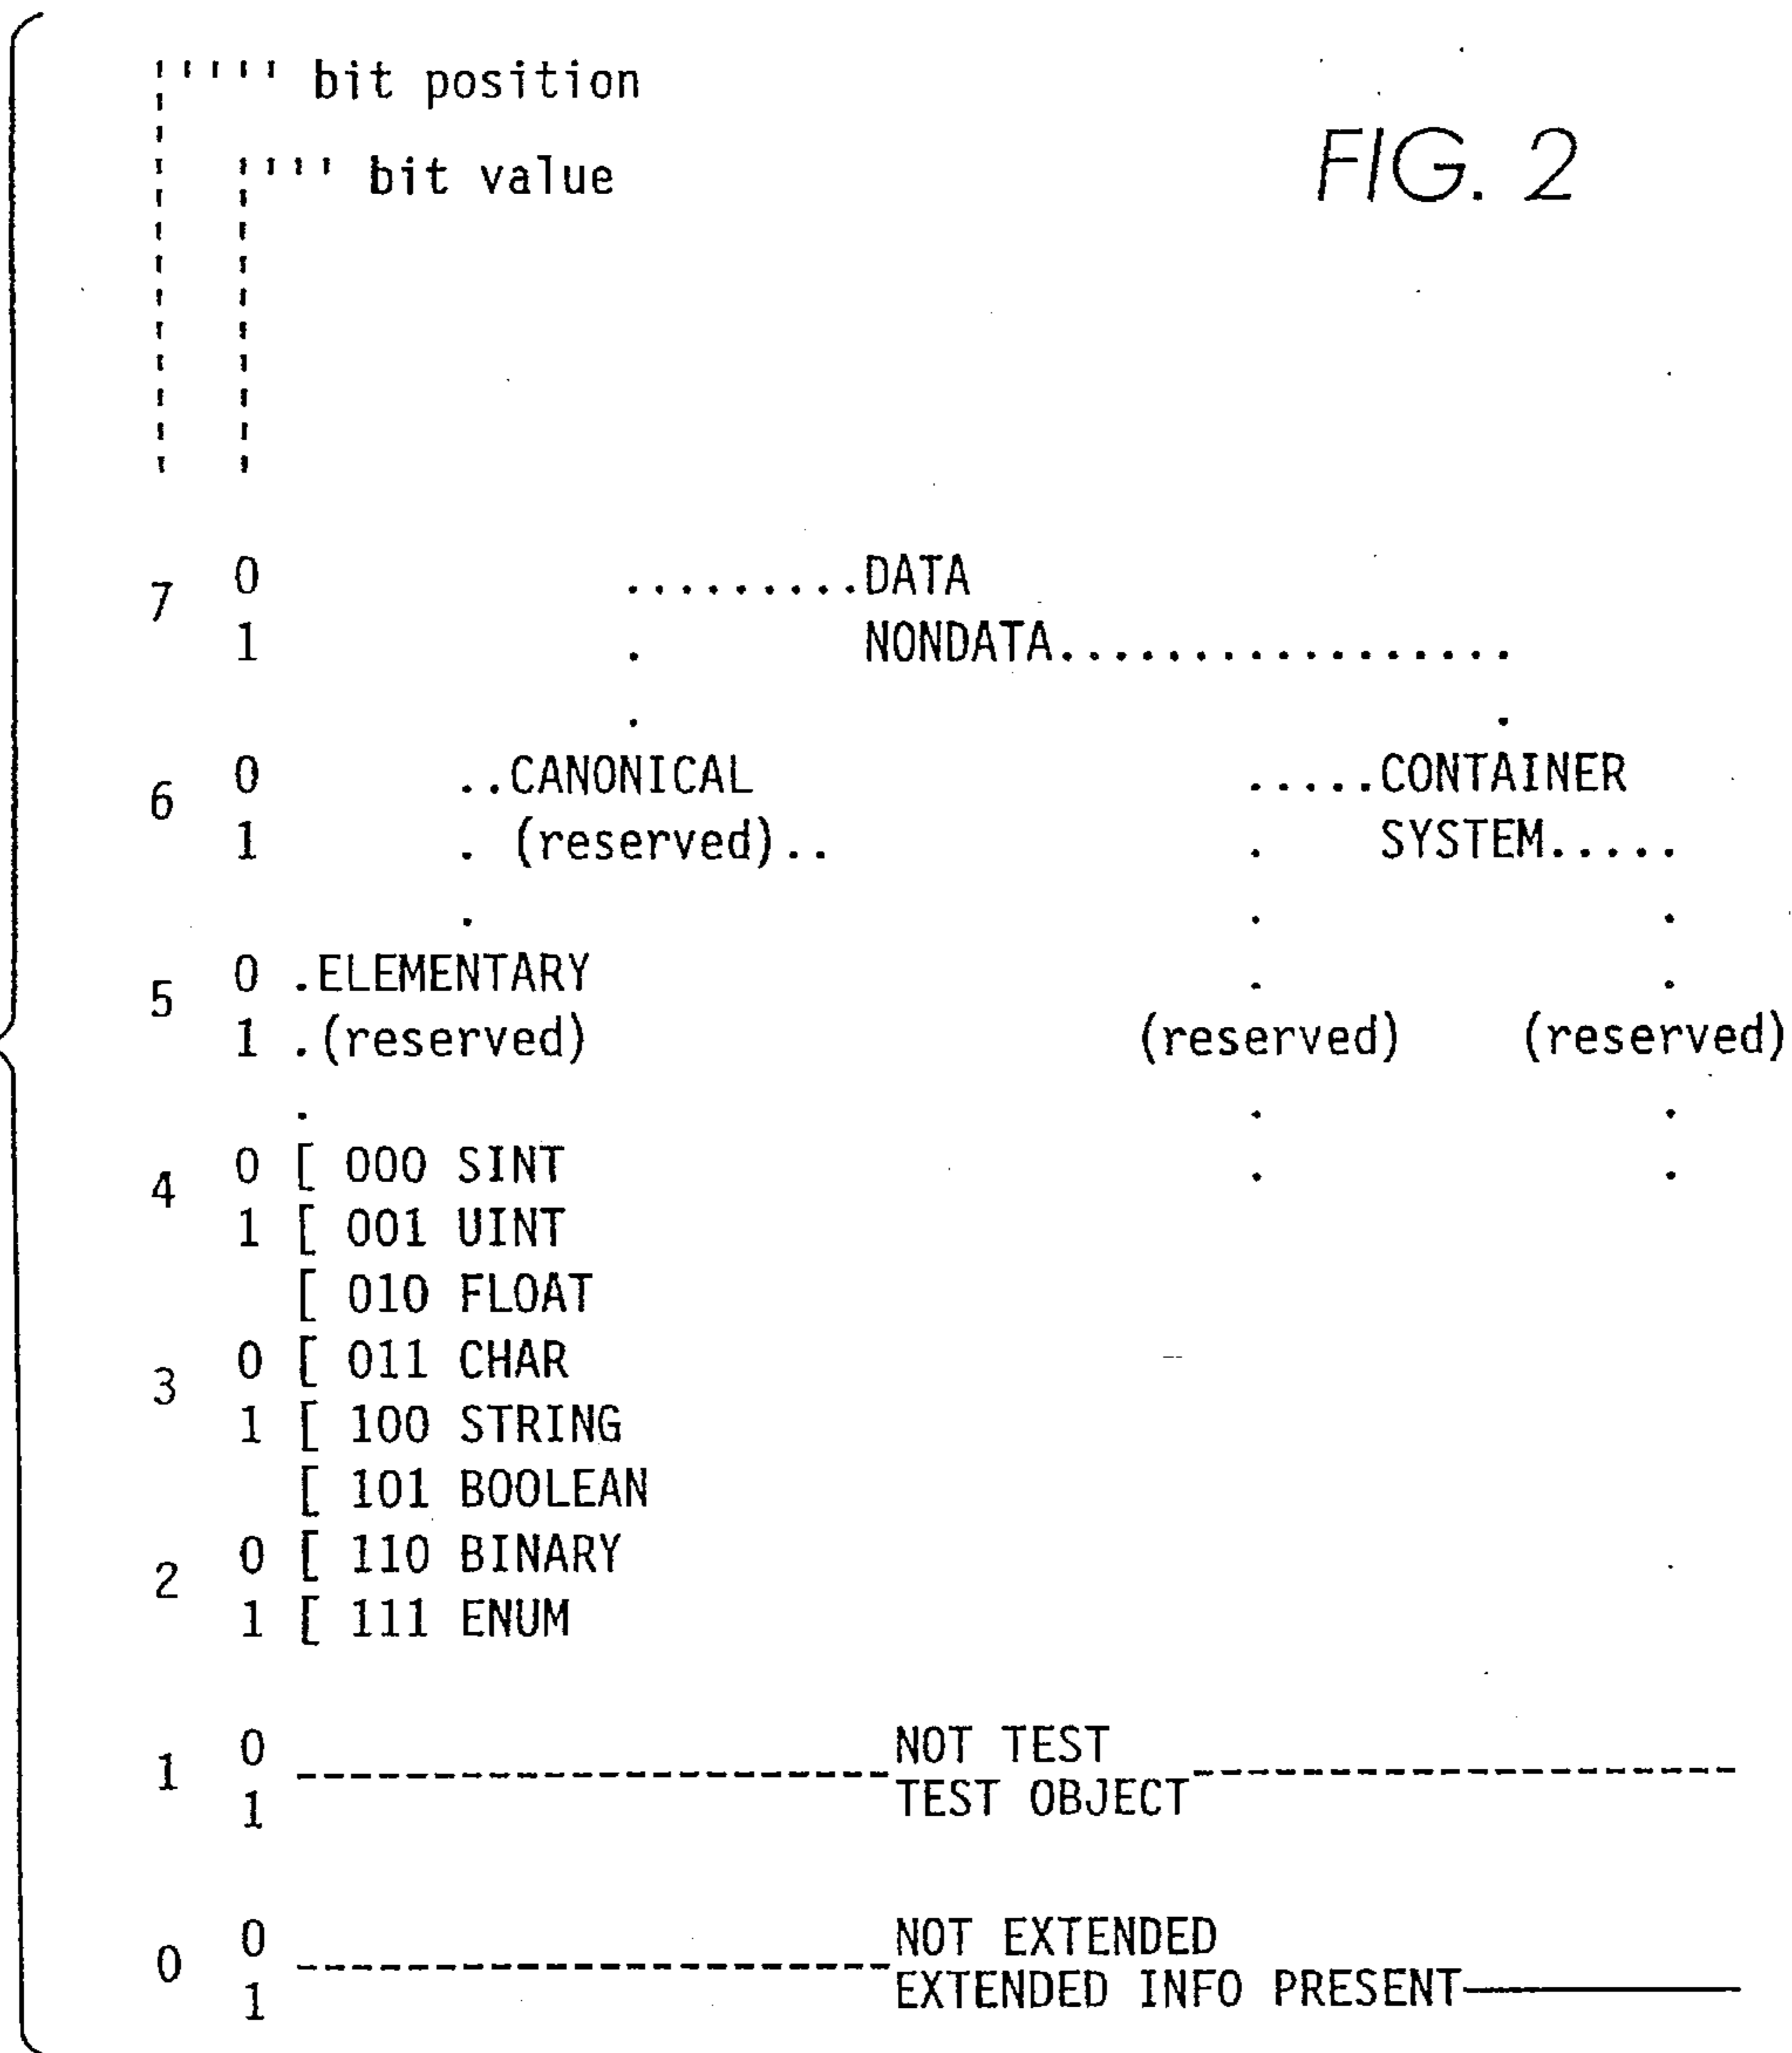 ''''' bit position
FIG. 2
'''' bit value
0 .........DATA
7
1 . NONDATA.................
. .
0 ..CANONICAL .....CONTAINER
6
1 . (reserved).. . SYSTEM.....
. . .
0 .ELEMENTARY . .
5
1 .(reserved) (reserved) (reserved)
. . .
0 [ 000 SINT . .
4
1 [ 001 UINT
[ 010 FLOAT
0 [ 011 CHAR
3
1 [ 100 STRING
[ 101 BOOLEAN
0 [ 110 BINARY
2
1 [ 111 ENUM
0 NOT TEST
1
1 TEST OBJECT
0 NOT EXTENDED
0
1 EXTENDED INFO PRESENT